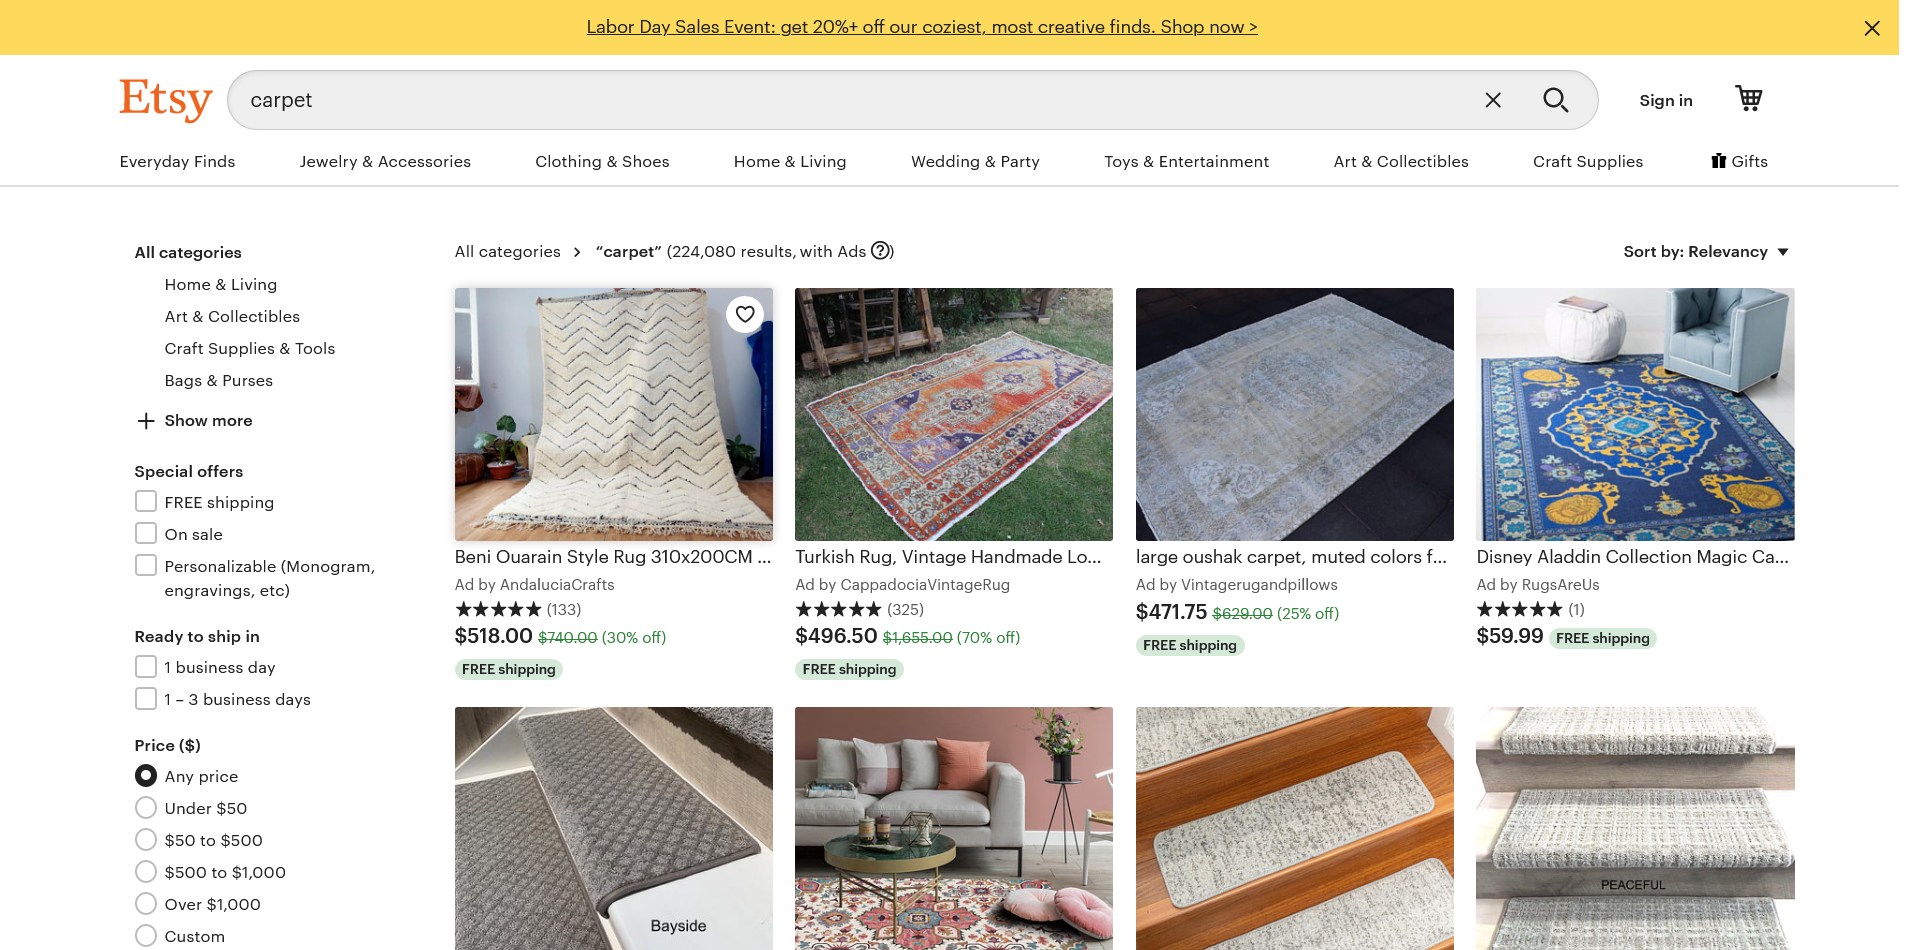 Labor Day Sales Event: get 20%+ off our coziest, most creative finds. Shop now >
Etsy
carpet
Sign in
Everyday Finds
Jewelry & Accessories
Clothing & Shoes
Home & Living
Wedding & Party
Toys & Entertainment
Art & Collectibles
Craft Supplies
Gifts
All categories
Home & Living
Art & Collectibles
Craft Supplies & Tools
Bags & Purses
Show more
Special offers
FREE shipping
On sale
Personalizable (Monogram,
engravings, etc)
Ready to ship in
1 business day
1 – 3 business days
Price ($)
Any price
Under $50
$50 to $500
$500 to $1,000
Over $1,000
Custom
All categories > “carpet” (224,080 results, with Ads ?)
Sort by: Relevancy
Beni Ouarain Style Rug 310x200CM ...
Ad by AndaluciaCrafts
(133)
$518.00 $740.00 (30% off)
FREE shipping
Turkish Rug, Vintage Handmade Lo...
Ad by CappadociaVintageRug
(325)
$496.50 $1,655.00 (70% off)
FREE shipping
large oushak carpet, muted colors f...
Ad by Vintagerugandpillows
$471.75 $629.00 (25% off)
FREE shipping
Disney Aladdin Collection Magic Ca...
Ad by RugsAreUs
(1)
$59.99 FREE shipping
Bayside
PEACEFUL